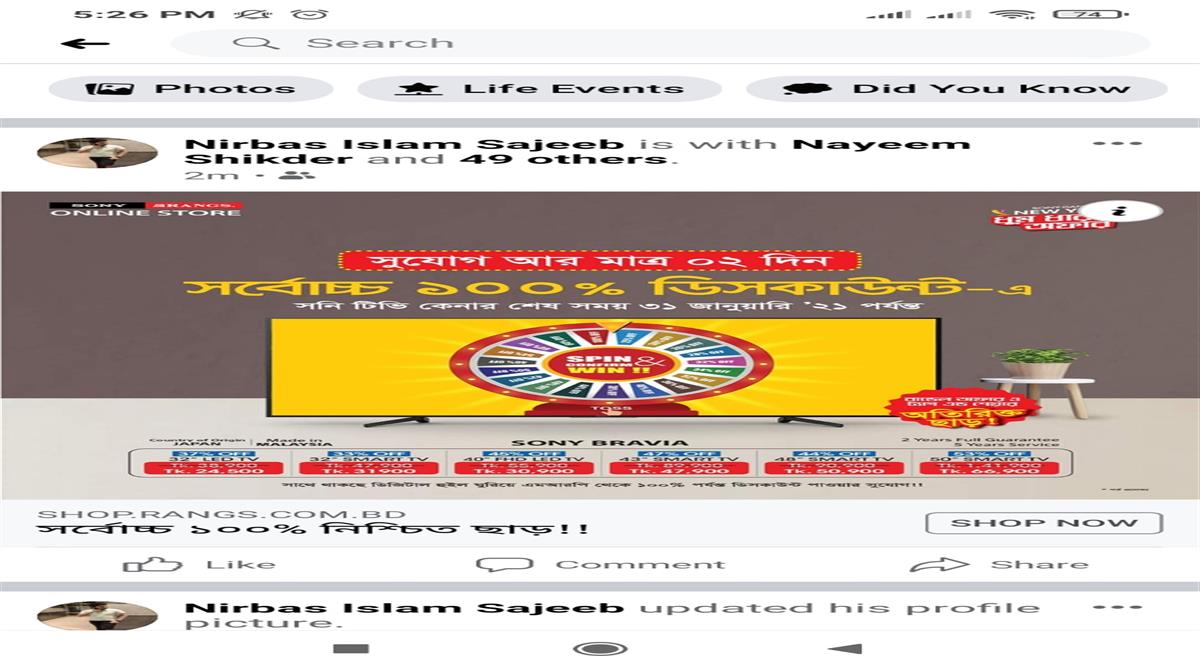 5:26 PM
74
Search
Photos
Life Events
Did You Know
Nirbas Islam Sajeeb is with Nayeem
Shikder and 49 others.
2m
SONY RANGS.
ONLINE STORE
NEW
অফার
সুযোগ আর মাত্র ০২ দিন
সর্বোচ্চ ১০০% ডিসকাউন্ট-এ
সনি টিভি কেনার শেষ সময় ৩১ জানুয়ারি '২১ পর্যন্ত
SPIN &
CONFIRM
WIN !!
TOSS
বান্ডেল অফার এ
অতিরিক্ত
ছাড়!
Country of Origin
JAPAN
Made in
MALAYSIA
SONY BRAVIA
2 Years Full Guarantee
5 Years Service
37% OFF 33% OFF 45% OFF 47% OFF 44% OFF 53% OFF
32" LED TV 32" SMART TV 40" FHD LED TV 43" SMART TV 48" SMART TV 50" SMART TV
Tk. 38,900 Tk. 47,900 Tk. 55,900 Tk. 89,900 Tk. 90,900 Tk. 1,41,900
Tk. 24,500 Tk. 31,900 Tk. 30,900 Tk. 47,900 Tk. 50,900 Tk. 66,900
সাথে থাকছে ডিজিটাল হুইল ঘুরিয়ে এমআরপি থেকে ১০০% পর্যন্ত ডিসকাউন্ট পাওয়ার সুযোগ!!
SHOP.RANGS.COM.BD
সর্বোচ্চ ১০০% নিশ্চিত ছাড়!!
SHOP NOW
Like
Comment
Share
Nirbas Islam Sajeeb updated his profile
picture.